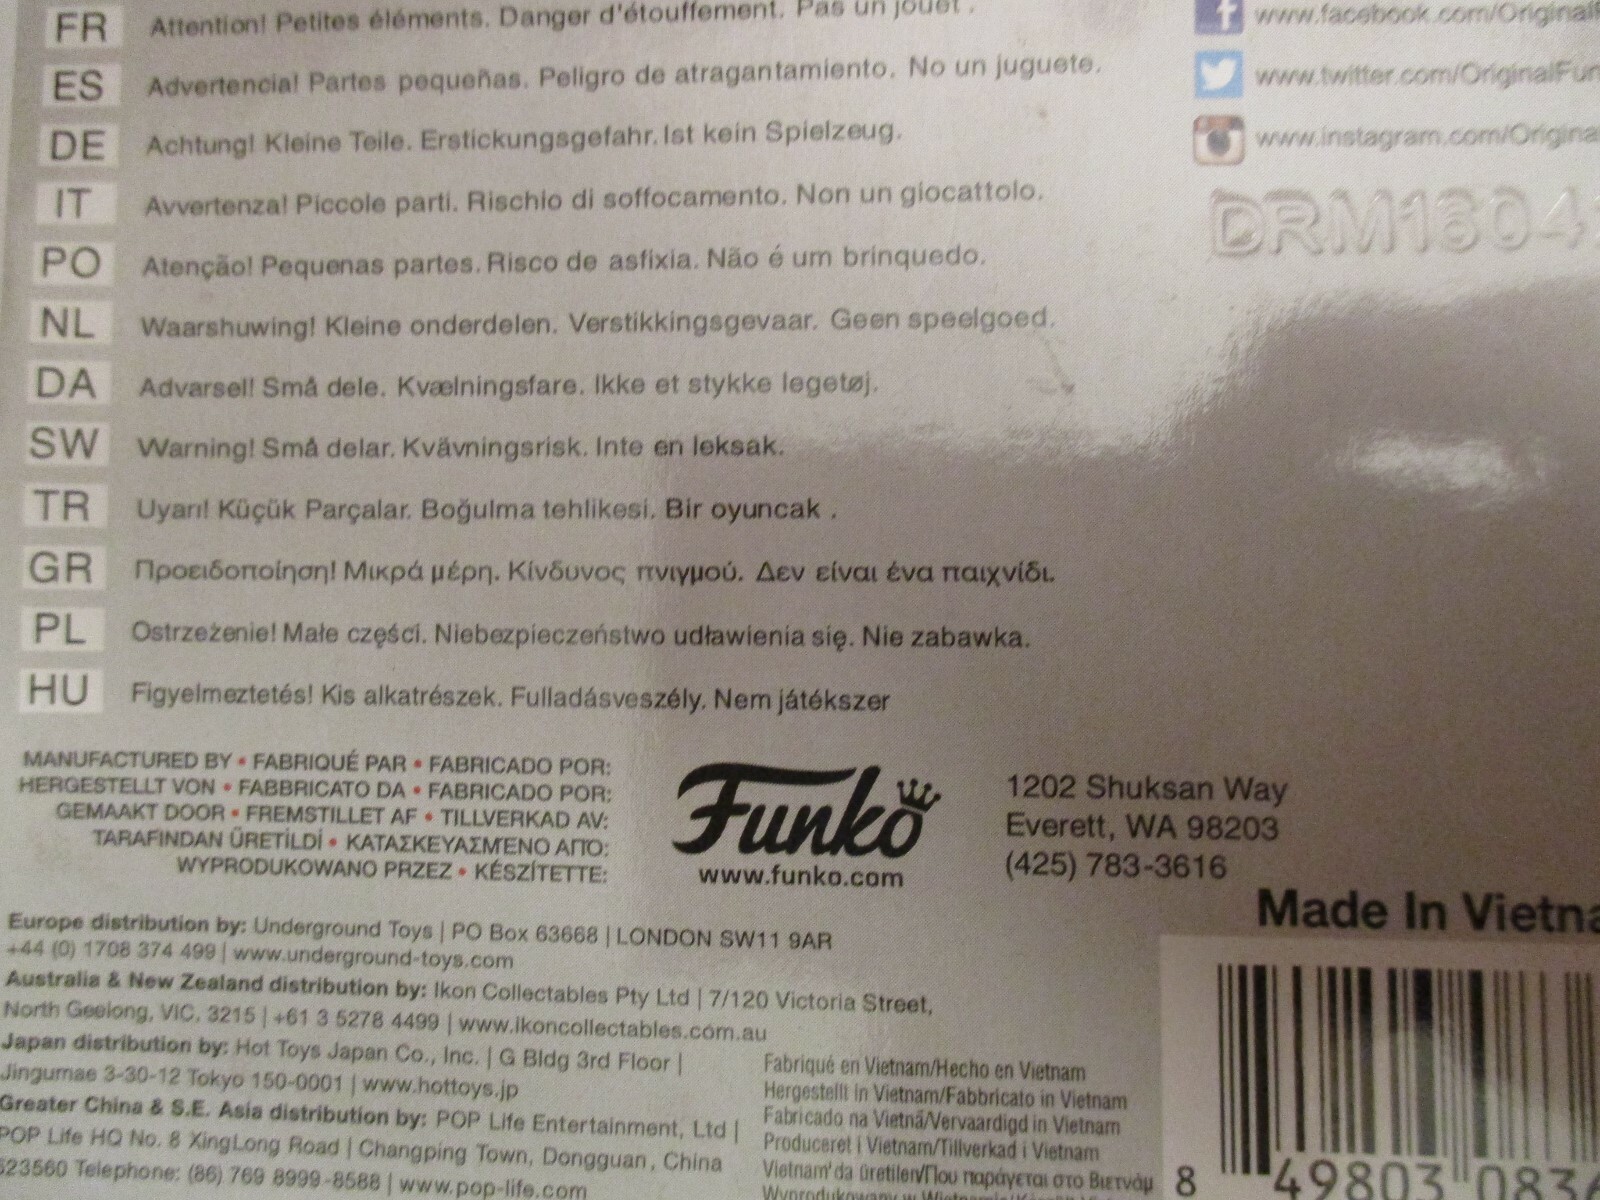 FR Attention! Petites éléments. Danger d'étouffement. Pas un jouet .
ES Advertencia! Partes pequeñas. Peligro de atragantamiento. No un juguete.
DE Achtung! Kleine Teile. Erstickungsgefahr. Ist kein Spielzeug.
IT Avvertenza! Piccole parti. Rischio di soffocamento. Non un giocattolo.
PO Atenção! Pequenas partes. Risco de asfixia. Não é um brinquedo.
NL Waarshuwing! Kleine onderdelen. Verstikkingsgevaar. Geen speelgoed.
DA Advarsel! Små dele. Kvælningsfare. Ikke et stykke legetøj.
SW Warning! Små delar. Kvävningsrisk. Inte en leksak.
TR Uyarı! Küçük Parçalar. Boğulma tehlikesi. Bir oyuncak .
GR Προειδοποίηση! Μικρά μέρη. Κίνδυνος πνιγμού. Δεν είναι ένα παιχνίδι.
PL Ostrzeżenie! Małe części. Niebezpieczeństwo udławienia się. Nie zabawka.
HU Figyelmeztetés! Kis alkatrészek. Fulladásveszély. Nem játékszer
www.facebook.com/Original
www.twitter.com/OriginalFun
www.instagram.com/Origina
DRM1604
MANUFACTURED BY • FABRIQUÉ PAR • FABRICADO POR:
HERGESTELLT VON • FABBRICATO DA • FABRICADO POR:
GEMAAKT DOOR • FREMSTILLET AF • TILLVERKAD AV:
TARAFINDAN ÜRETİLDİ • ΚΑΤΑΣΚΕΥΑΣΜΈΝΟ ΑΠΌ:
WYPRODUKOWANO PRZEZ • KÉSZÍTETTE:
Funko
www.funko.com
1202 Shuksan Way
Everett, WA 98203
(425) 783-3616
Made In Vietna
Europe distribution by: Underground Toys | PO Box 63668 | LONDON SW11 9AR
+44 (0) 1708 374 499 | www.underground-toys.com
Australia & New Zealand distribution by: Ikon Collectables Pty Ltd | 7/120 Victoria Street,
North Geelong, VIC, 3215 | +61 3 5278 4499 | www.ikoncollectables.com.au
Japan distribution by: Hot Toys Japan Co., Inc. | G Bldg 3rd Floor |
Jingumae 3-30-12 Tokyo 150-0001 | www.hottoys.jp
Greater China & S.E. Asia distribution by: POP Life Entertainment, Ltd |
POP Life HQ No. 8 XingLong Road | Changping Town, Dongguan, China
523560 Telephone: (86) 769 8999-8588 | www.pop-life.com
Fabriqué en Vietnam/Hecho en Vietnam
Hergestellt in Vietnam/Fabbricato in Vietnam
Fabricado na Vietnã/Vervaardigd in Vietnam
Produceret i Vietnam/Tillverkad i Vietnam
Vietnam'da üretilen/Που παράγεται στο Βιετνάμ
Wyprodukowany w
8 49803 0836